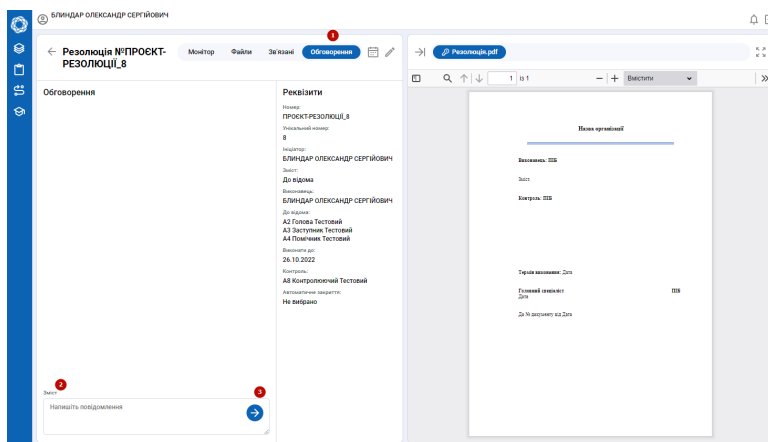 БЛИНДАР ОЛЕКСАНДР СЕРГІЙОВИЧ
1
Резолюція №ПРОЄКТ-
РЕЗОЛЮЦІЇ_8
Монітор Файли Зв'язані Обговорення
Обговорення
Реквізити
Номер:
ПРОЄКТ-РЕЗОЛЮЦІЇ_8
Унікальний номер:
8
Ініціатор:
БЛИНДАР ОЛЕКСАНДР СЕРГІЙОВИЧ
Зміст:
До відома
Виконавець:
БЛИНДАР ОЛЕКСАНДР СЕРГІЙОВИЧ
До відома:
А2 Голова Тестовий
А3 Заступник Тестовий
А4 Помічник Тестовий
Виконати до:
26.10.2022
Контроль:
А8 Контролюючий Тестовий
Автоматичне закриття:
Не вибрано
2
Зміст
3
Напишіть повідомлення
Резолюція.pdf
1 із 1
Вмістити
Назва організації
Виконавець: ПІБ
Зміст
Контроль: ПІБ
Термін виконання: Дата
Головний спеціаліст ПІБ
Дата
До № документу від Дата